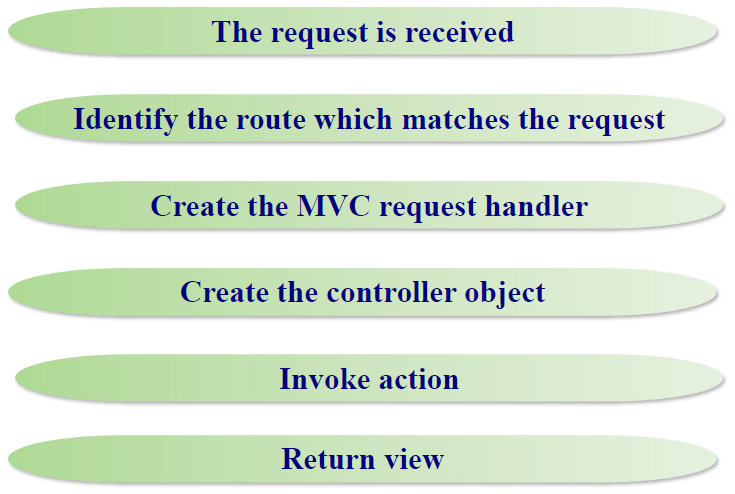 The request is received
Identify the route which matches the request
Create the MVC request handler
Create the controller object
Invoke action
Return view